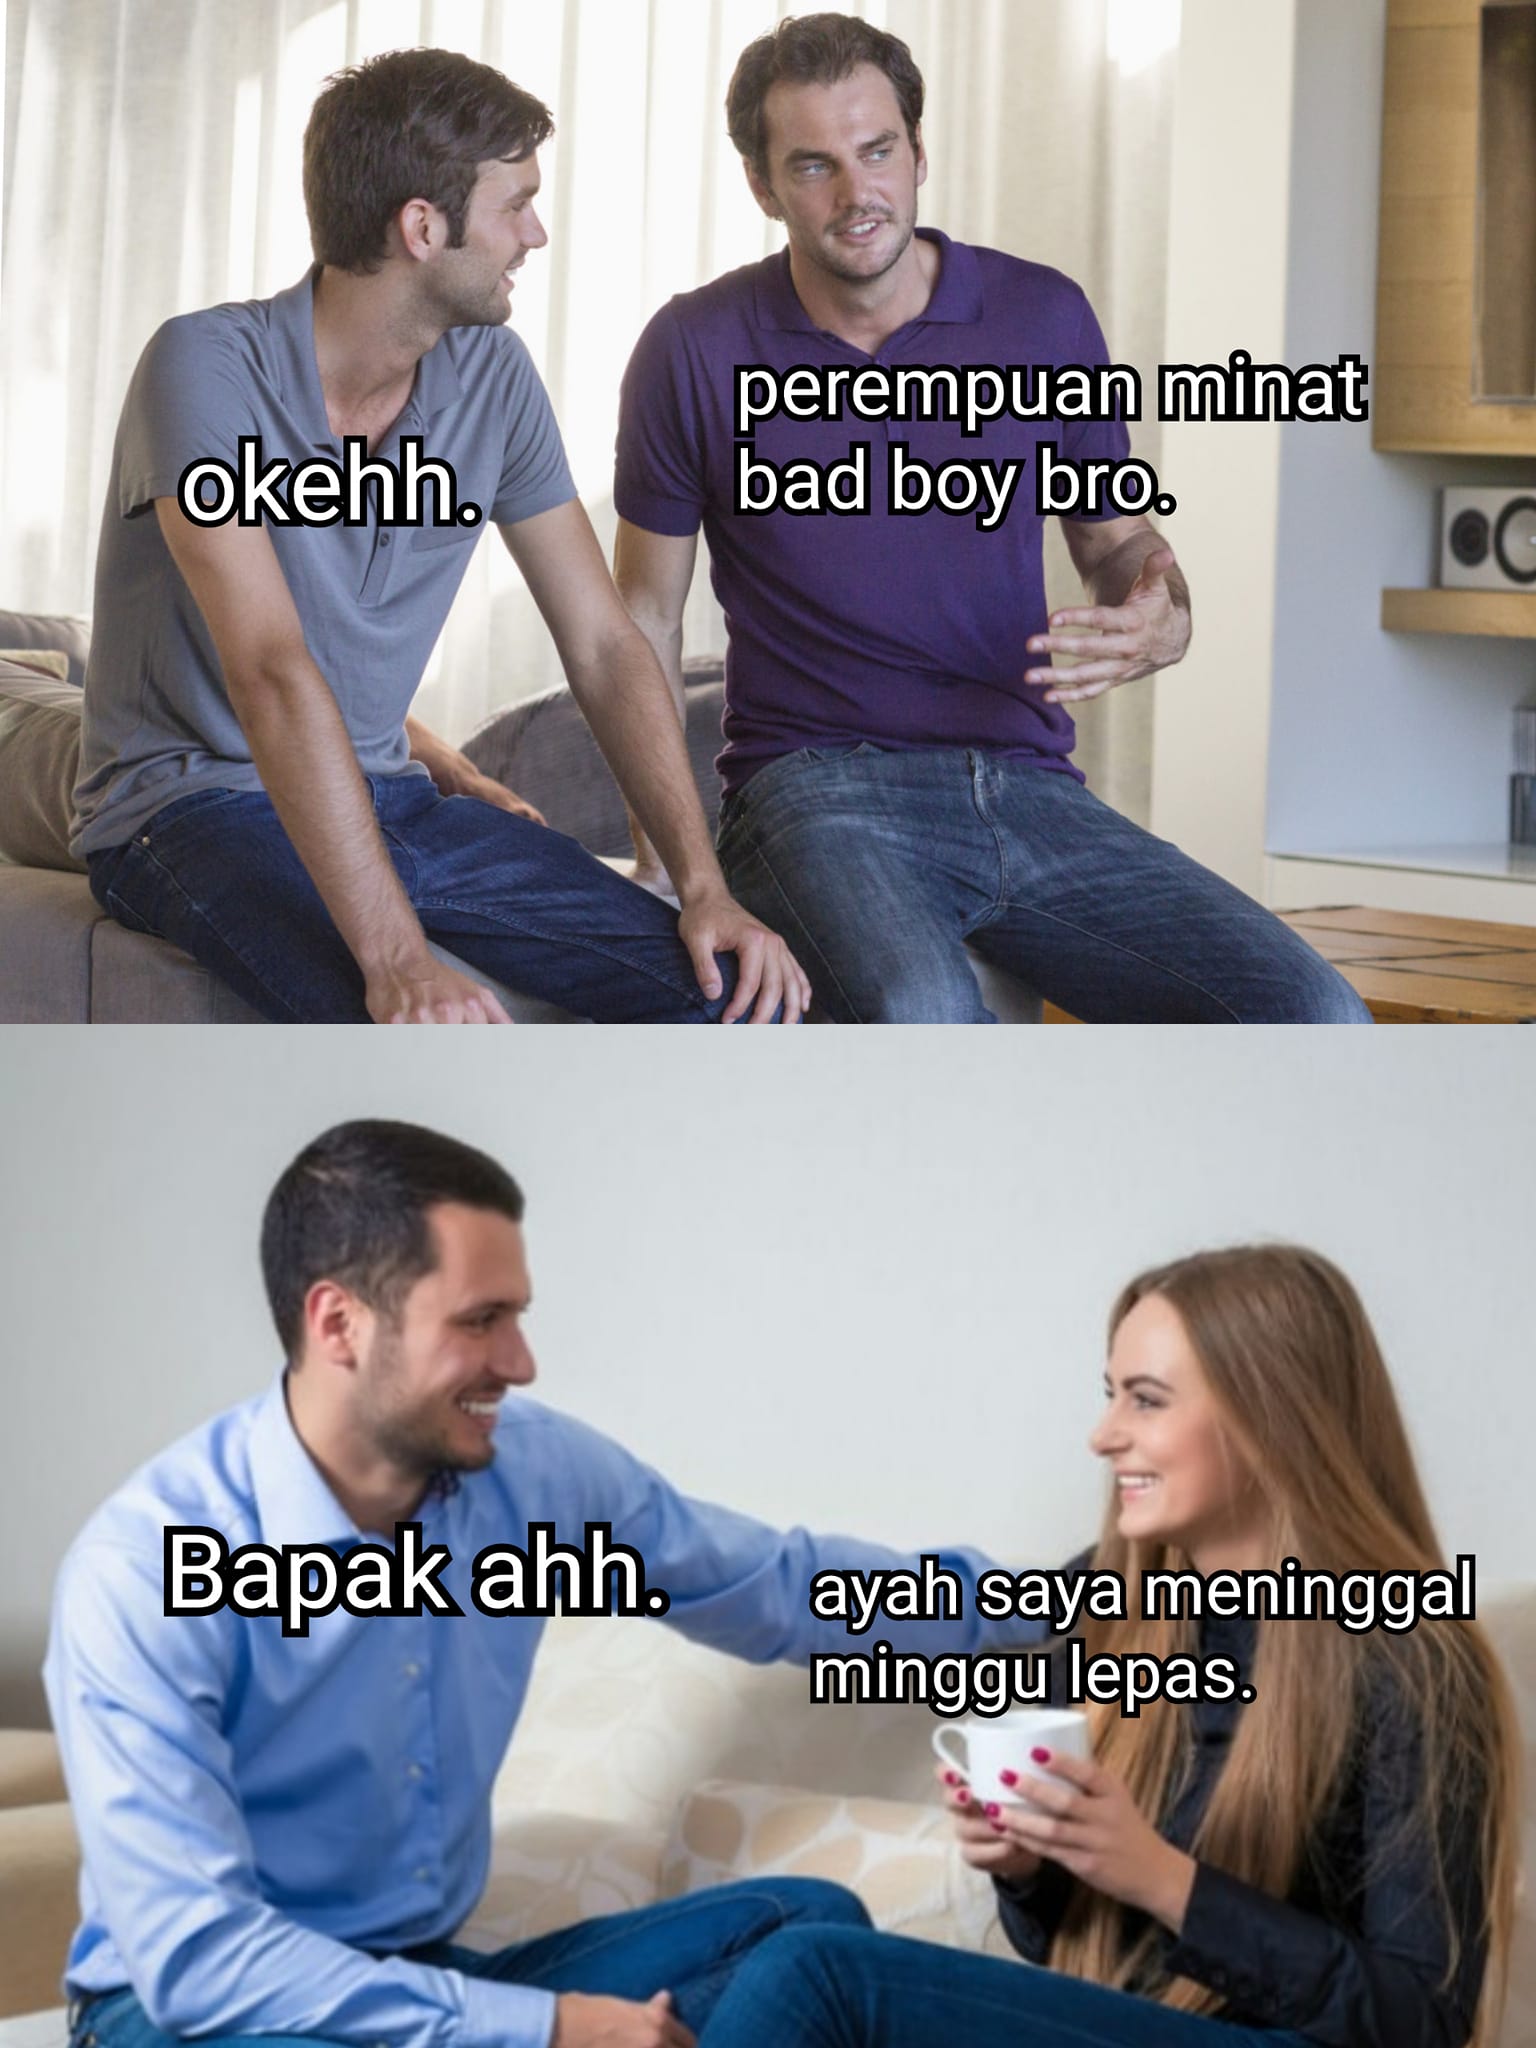 perempuan minat
bad boy bro.
okehh.
ayah saya meninggal
minggu lepas.
Bapak ahh.